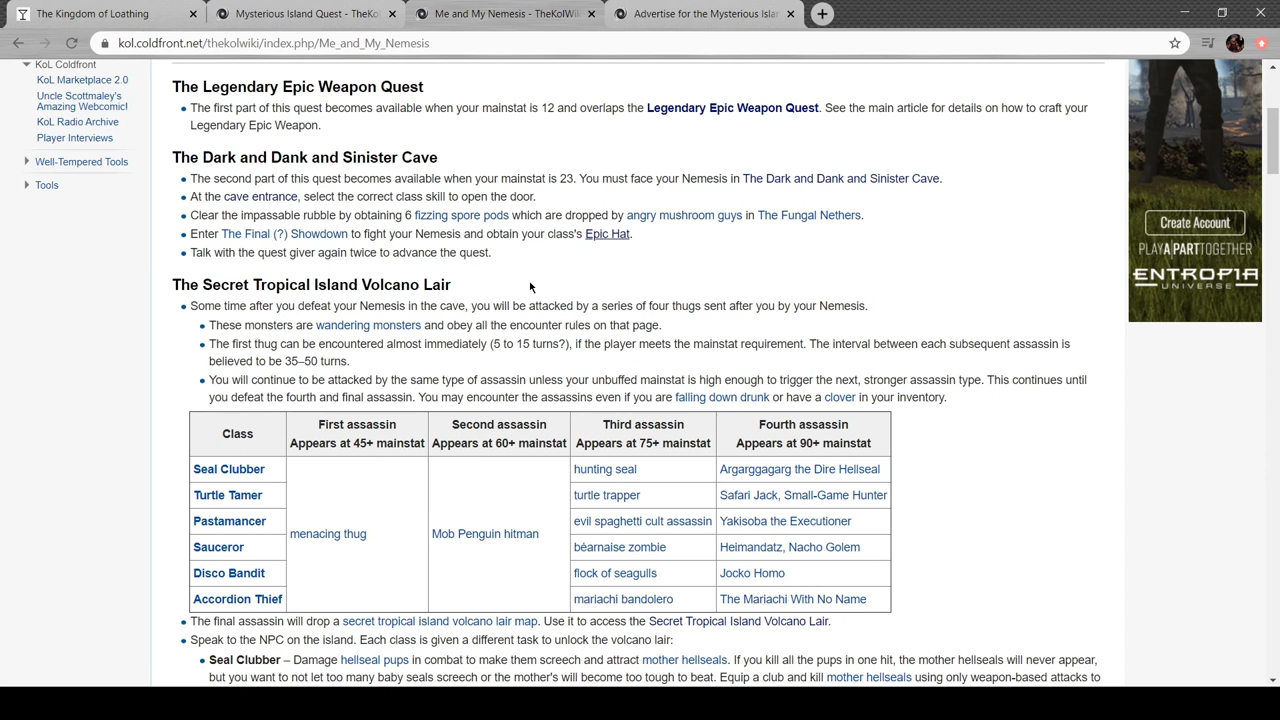 The Kingdom of Loathing
Mysterious Island Quest - TheKol
Me and My Nemesis - TheKolWik
Advertise for the Mysterious Islan
kol.coldfront.net/thekolwiki/index.php/Me_and_My_Nemesis
KoL Coldfront
KoL Marketplace 2.0
Uncle Scottmaley's
Amazing Webcomic!
KoL Radio Archive
Player Interviews
Well-Tempered Tools
Tools
The Legendary Epic Weapon Quest
The first part of this quest becomes available when your mainstat is 12 and overlaps the Legendary Epic Weapon Quest. See the main article for details on how to craft your
Legendary Epic Weapon.
The Dark and Dank and Sinister Cave
The second part of this quest becomes available when your mainstat is 23. You must face your Nemesis in The Dark and Dank and Sinister Cave.
At the cave entrance, select the correct class skill to open the door.
Clear the impassable rubble by obtaining 6 fizzing spore pods which are dropped by angry mushroom guys in The Fungal Nethers.
Enter The Final (?) Showdown to fight your Nemesis and obtain your class's Epic Hat.
Talk with the quest giver again twice to advance the quest.
The Secret Tropical Island Volcano Lair
Some time after you defeat your Nemesis in the cave, you will be attacked by a series of four thugs sent after you by your Nemesis.
These monsters are wandering monsters and obey all the encounter rules on that page.
The first thug can be encountered almost immediately (5 to 15 turns?), if the player meets the mainstat requirement. The interval between each subsequent assassin is
believed to be 35–50 turns.
You will continue to be attacked by the same type of assassin unless your unbuffed mainstat is high enough to trigger the next, stronger assassin type. This continues until
you defeat the fourth and final assassin. You may encounter the assassins even if you are falling down drunk or have a clover in your inventory.
Class
First assassin
Appears at 45+ mainstat
Second assassin
Appears at 60+ mainstat
Third assassin
Appears at 75+ mainstat
Fourth assassin
Appears at 90+ mainstat
Seal Clubber
hunting seal
Argarggagarg the Dire Hellseal
Turtle Tamer
turtle trapper
Safari Jack, Small-Game Hunter
Pastamancer
evil spaghetti cult assassin
Yakisoba the Executioner
menacing thug
Mob Penguin hitman
Sauceror
béarnaise zombie
Heimandatz, Nacho Golem
Disco Bandit
flock of seagulls
Jocko Homo
Accordion Thief
mariachi bandolero
The Mariachi With No Name
The final assassin will drop a secret tropical island volcano lair map. Use it to access the Secret Tropical Island Volcano Lair.
Speak to the NPC on the island. Each class is given a different task to unlock the volcano lair:
Seal Clubber – Damage hellseal pups in combat to make them screech and attract mother hellseals. If you kill all the pups in one hit, the mother hellseals will never appear,
but you want to not let too many baby seals screech or the mother's will become too tough to beat. Equip a club and kill mother hellseals using only weapon-based attacks to
Create Account
PLAY A PART TOGETHER
ENTROPIA
UNIVERSE